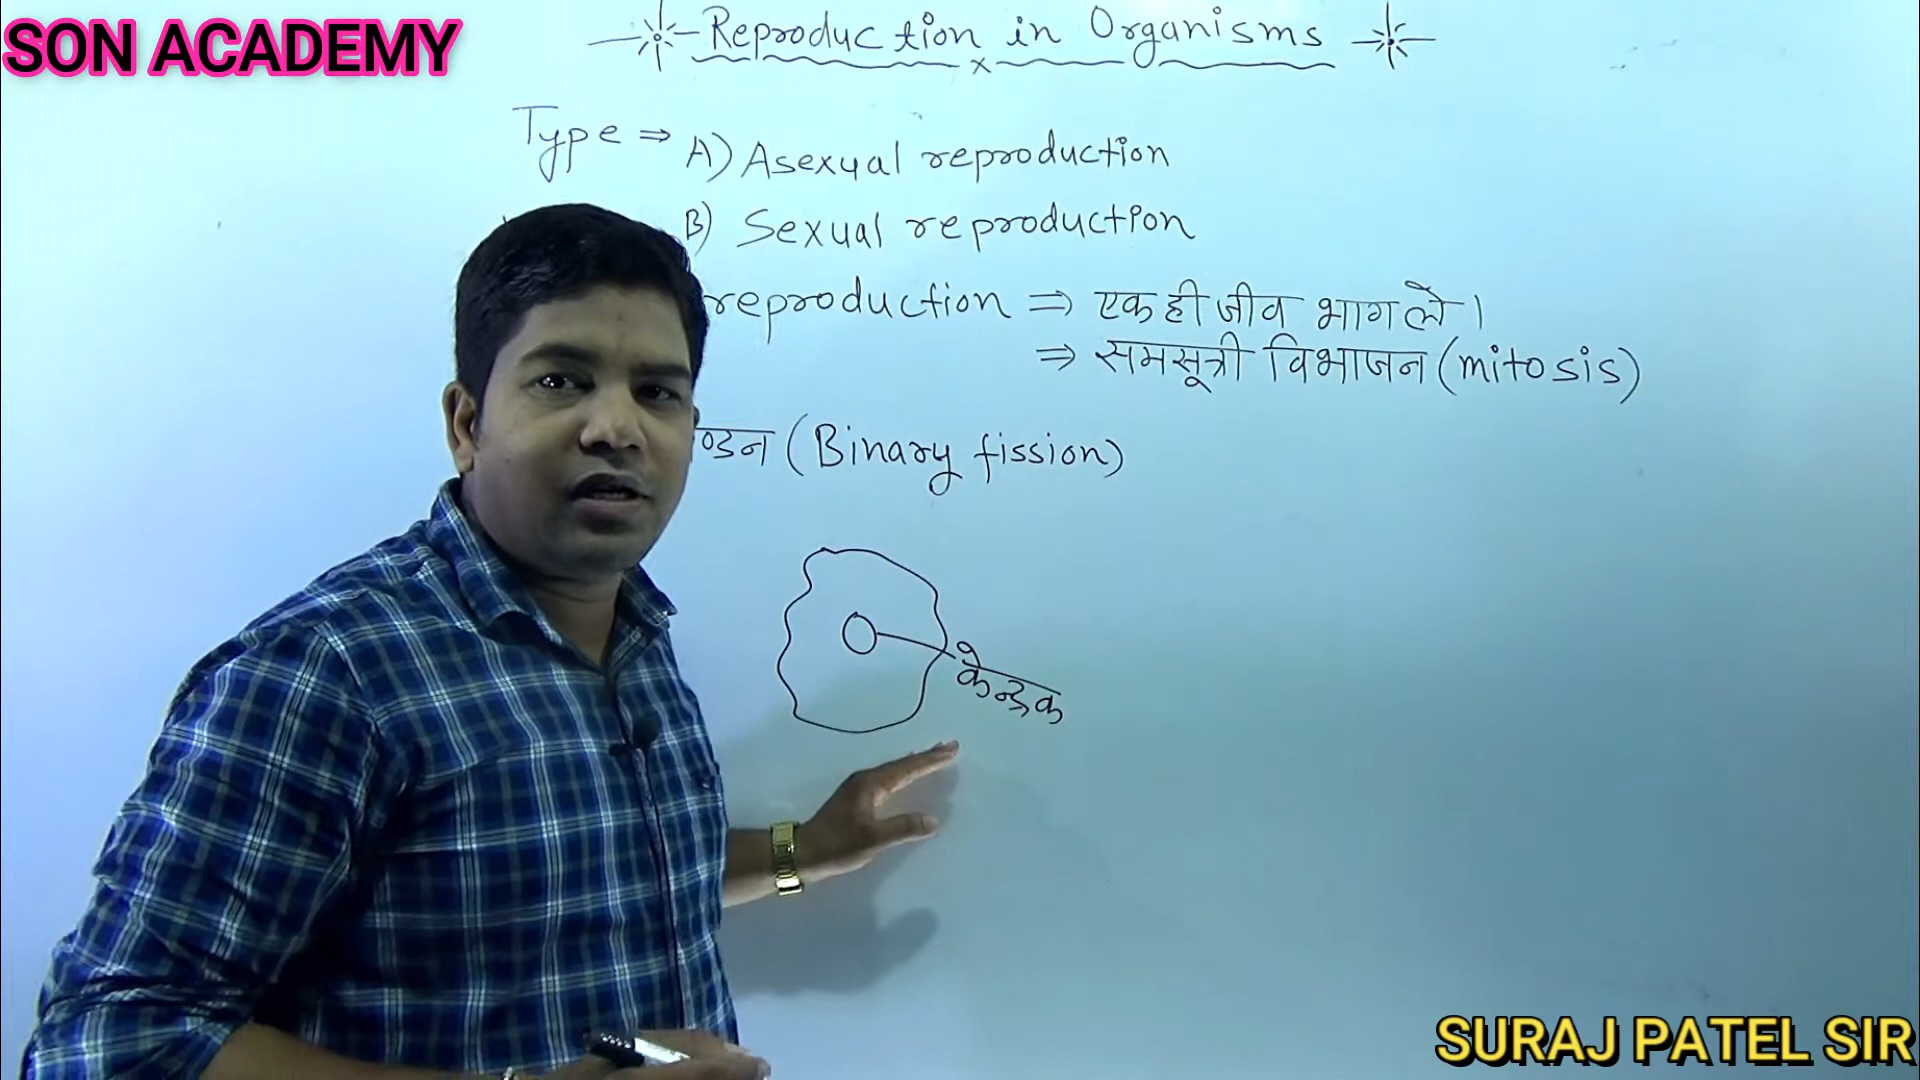 SON ACADEMY
Reproduction in Organisms
Type ⇒ A) Asexual reproduction
B) Sexual reproduction
reproduction ⇒ एक ही जीव भाग ले।
⇒ समसूत्री विभाजन (mitosis)
ण्डन (Binary fission)
केन्द्रक
SURAJ PATEL SIR